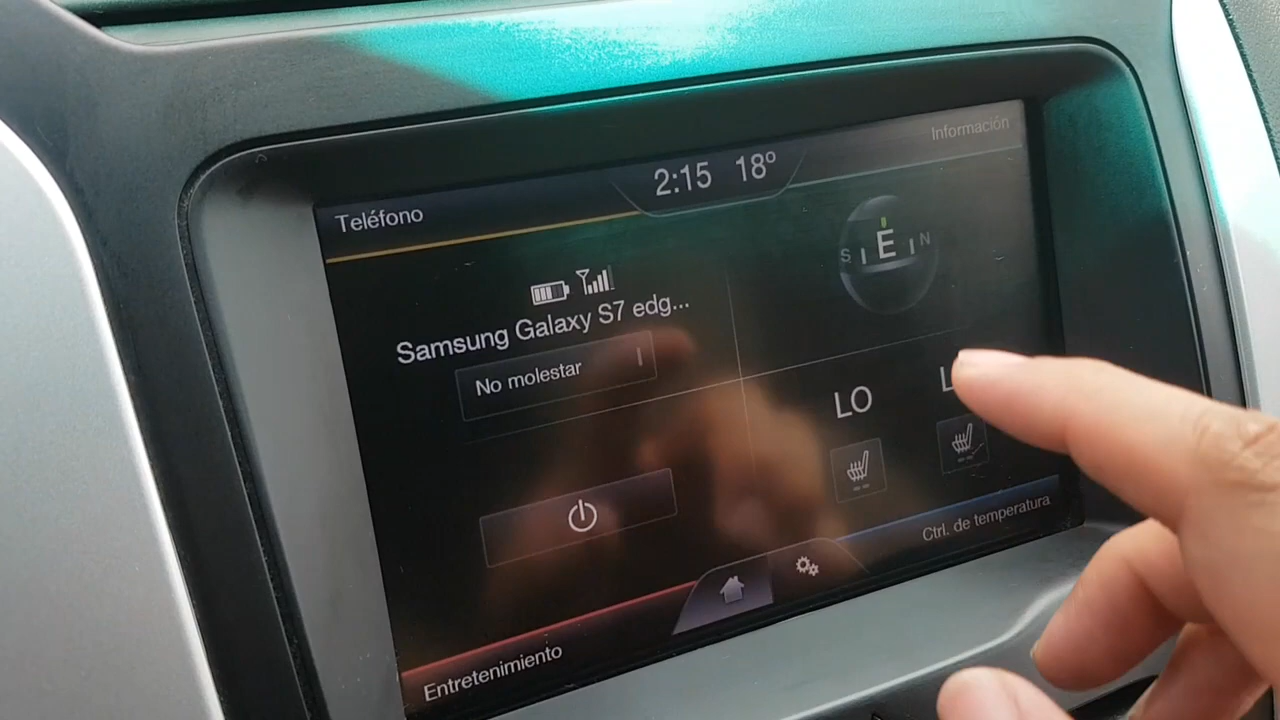 Información
2:15 18°
Teléfono
S E N
Samsung Galaxy S7 edg...
No molestar
LO
Ctrl. de temperatura
Entretenimiento